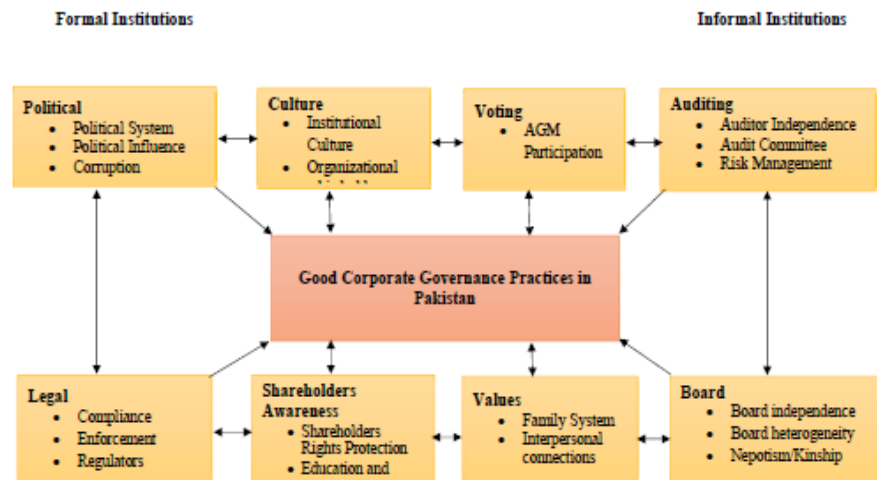 Formal Institutions
Informal Institutions
Political
• Political System
• Political Influence
• Corruption
Culture
• Institutional
Culture
• Organizational
Voting
• AGM
Participation
Auditing
• Auditor Independence
• Audit Committee
• Risk Management
Good Corporate Governance Practices in
Pakistan
Legal
• Compliance
• Enforcement
• Regulators
Shareholders
Awareness
• Shareholders
Rights Protection
• Education and
Values
• Family System
• Interpersonal
connections
Board
• Board independence
• Board heterogeneity
• Nepotism/Kinship